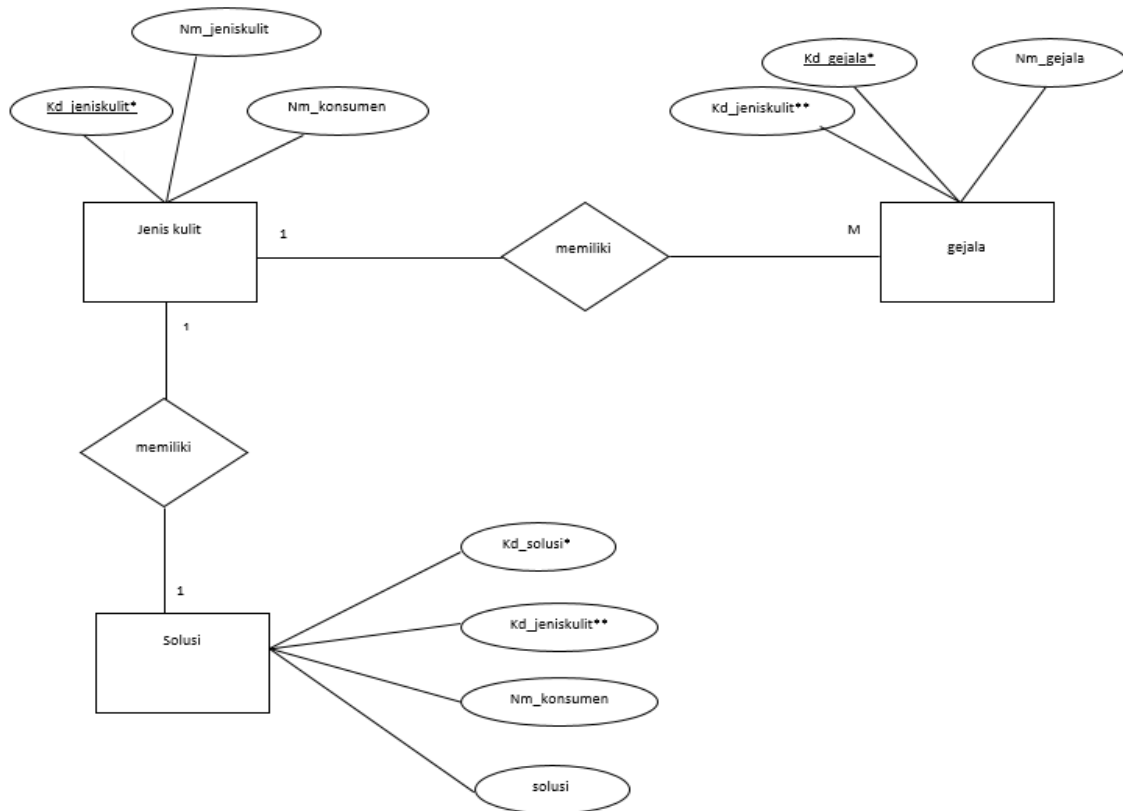 Nm_jeniskulit
Kd_jeniskulit*
Nm_konsumen
Kd_gejala*
Nm_gejala
Kd_jeniskulit**
Jenis kulit
1
memiliki
M
gejala
1
memiliki
1
Solusi
Kd_solusi*
Kd_jeniskulit**
Nm_konsumen
solusi